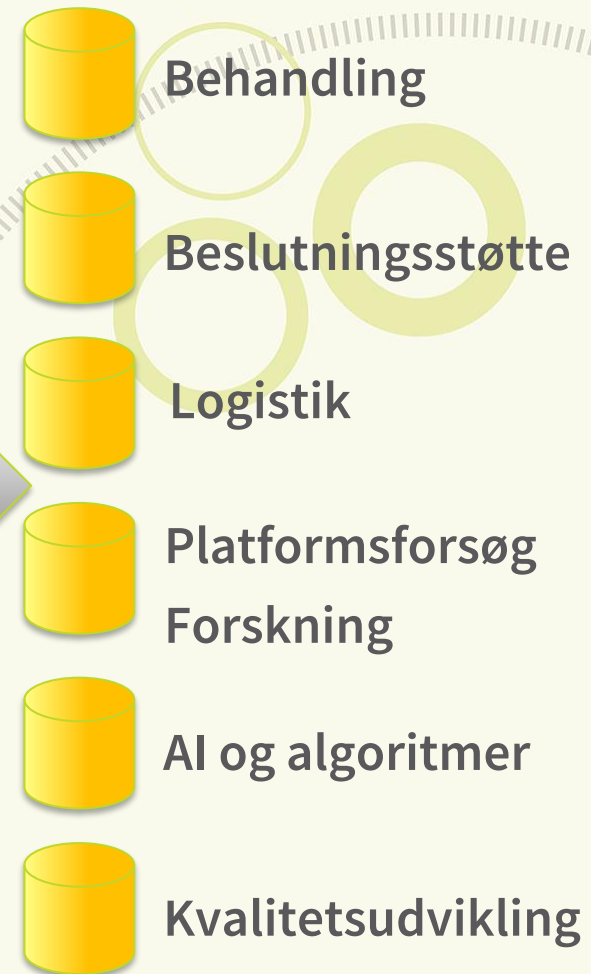 Behandling
Beslutningsstøtte
Logistik
Platformsforsøg
Forskning
AI og algoritmer
Kvalitetsudvikling